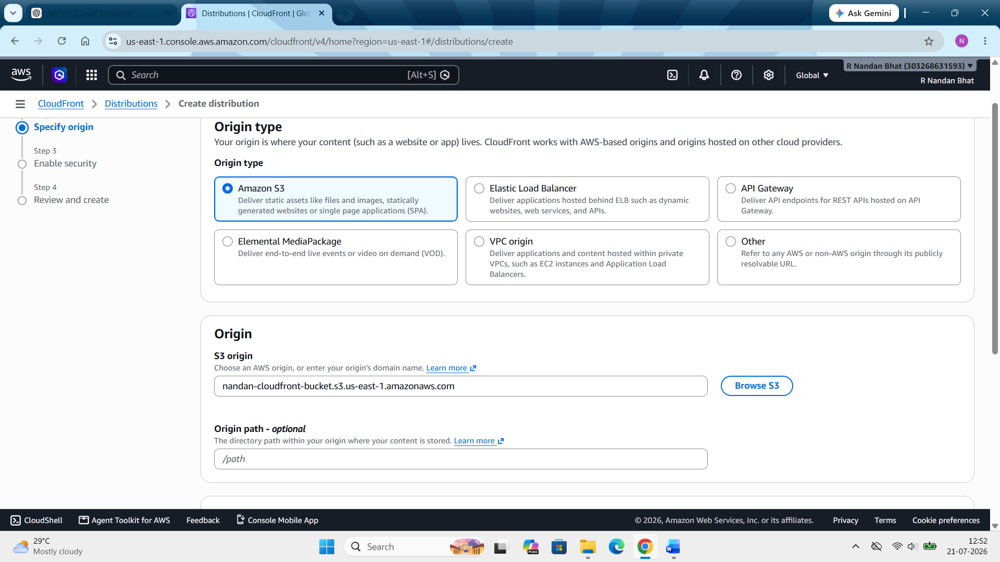 AWS EC2 Load Balancing
Distributions | CloudFront | Glo
Ask Gemini
us-east-1.console.aws.amazon.com/cloudfront/v4/home?region=us-east-1#/distributions/create
N
aws
Search
[Alt+S]
Global
R Nandan Bhat (303268631593)
R Nandan Bhat
CloudFront
Distributions
Create distribution
Specify origin
Step 3
Enable security
Step 4
Review and create
Origin type
Your origin is where your content (such as a website or app) lives. CloudFront works with AWS-based origins and origins hosted on other cloud providers.
Origin type
Amazon S3
Deliver static assets like files and images, statically
generated websites or single page applications (SPA).
Elastic Load Balancer
Deliver applications hosted behind ELB such as dynamic
websites, web services, and APIs.
API Gateway
Deliver API endpoints for REST APIs hosted on API
Gateway.
Elemental MediaPackage
Deliver end-to-end live events or video on demand (VOD).
VPC origin
Deliver applications and content hosted within private
VPCs, such as EC2 instances and Application Load
Balancers.
Other
Refer to any AWS or non-AWS origin through its publicly
resolvable URL.
Origin
S3 origin
Choose an AWS origin, or enter your origin's domain name. Learn more
nandan-cloudfront-bucket.s3.us-east-1.amazonaws.com
Browse S3
Origin path - optional
The directory path within your origin where your content is stored. Learn more
/path
CloudShell
Agent Toolkit for AWS
Feedback
Console Mobile App
© 2026, Amazon Web Services, Inc. or its affiliates.
Privacy
Terms
Cookie preferences
29°C
Mostly cloudy
Search
M365
W
12:52
21-07-2026